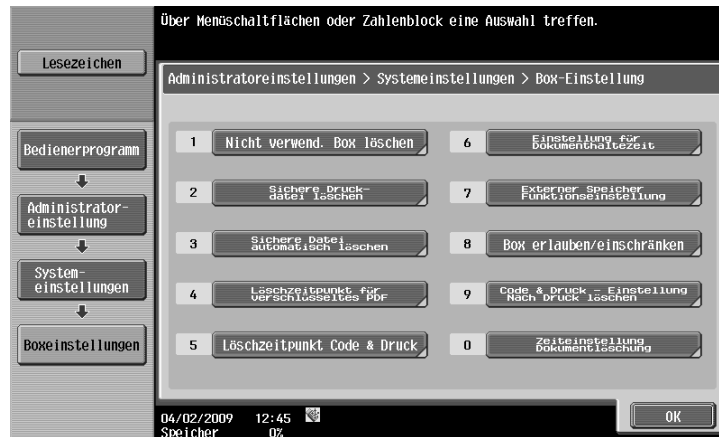 Über Menüschaltflächen oder Zahlenblock eine Auswahl treffen.
Lesezeichen
Administratoreinstellungen > Systemeinstellungen > Box-Einstellung
Bedienerprogramm
Administrator-
einstellung
System-
einstellungen
Boxeinstellungen
1 Nicht verwend. Box löschen
2 Sichere Druck-
datei löschen
3 Sichere Datei
automatisch löschen
4 Löschzeitpunkt für
verschlüsseltes PDF
5 Löschzeitpunkt Code & Druck
6 Einstellung für
Dokumenthaltezeit
7 Externer Speicher
Funktionseinstellung
8 Box erlauben/einschränken
9 Code & Druck - Einstellung
Nach Druck löschen
0 Zeiteinstellung
Dokumentlöschung
04/02/2009 12:45
Speicher 0%
OK